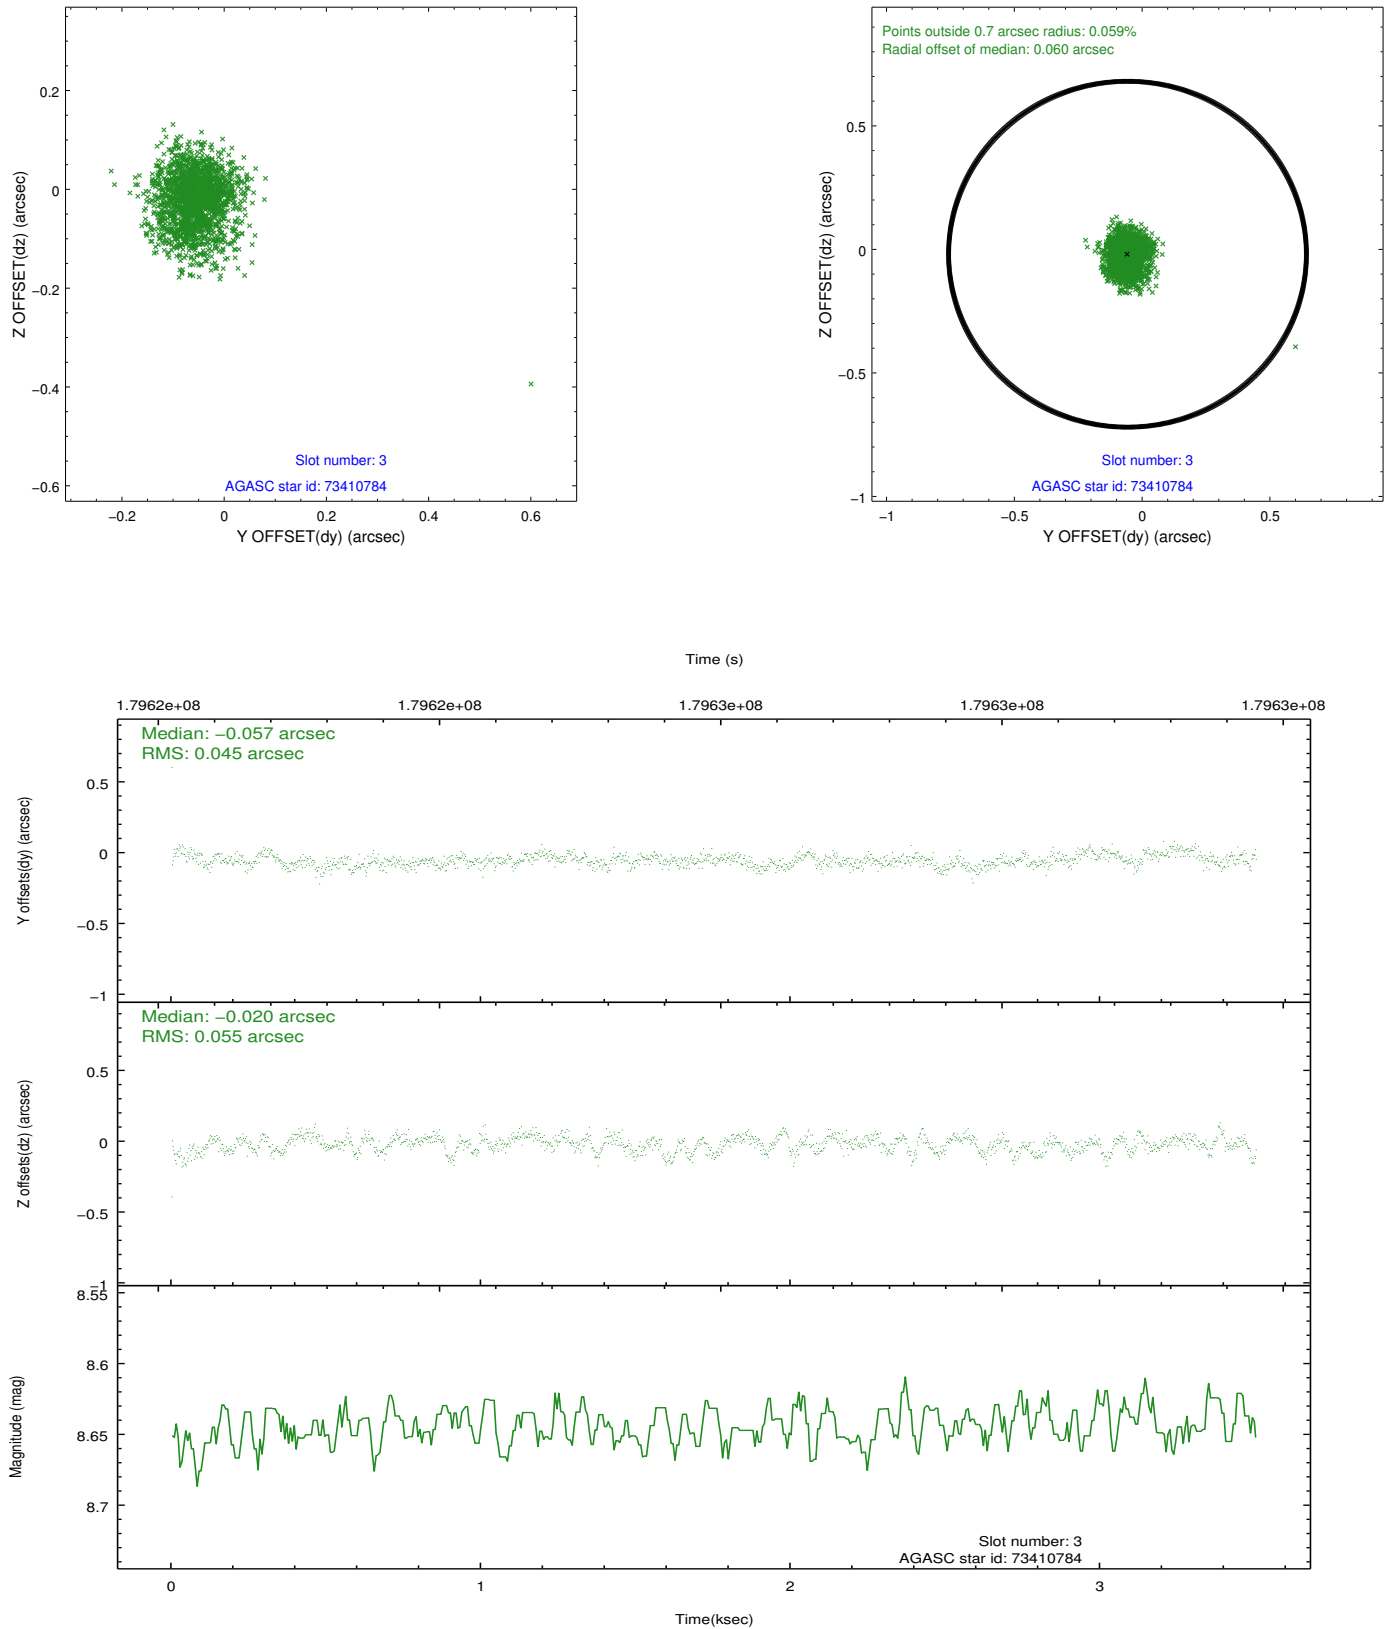 0.2
0
−0.2
−0.4
−0.6
Z OFFSET(dz) (arcsec)
Slot number: 3
AGASC star id: 73410784
−0.2 0 0.2 0.4 0.6
Y OFFSET(dy) (arcsec)
Points outside 0.7 arcsec radius: 0.059%
Radial offset of median: 0.060 arcsec
0.5
0
−0.5
−1
Z OFFSET(dz) (arcsec)
Slot number: 3
AGASC star id: 73410784
−1 −0.5 0 0.5
Y OFFSET(dy) (arcsec)
Time (s)
1.7962e+08 1.7962e+08 1.7963e+08 1.7963e+08 1.7963e+08
Median: −0.057 arcsec
RMS: 0.045 arcsec
0.5
0
−0.5
−1
Y offsets(dy) (arcsec)
Median: −0.020 arcsec
RMS: 0.055 arcsec
0.5
0
−0.5
−1
Z offsets(dz) (arcsec)
8.55
8.6
8.65
8.7
Magnitude (mag)
Slot number: 3
AGASC star id: 73410784
0 1 2 3
Time(ksec)